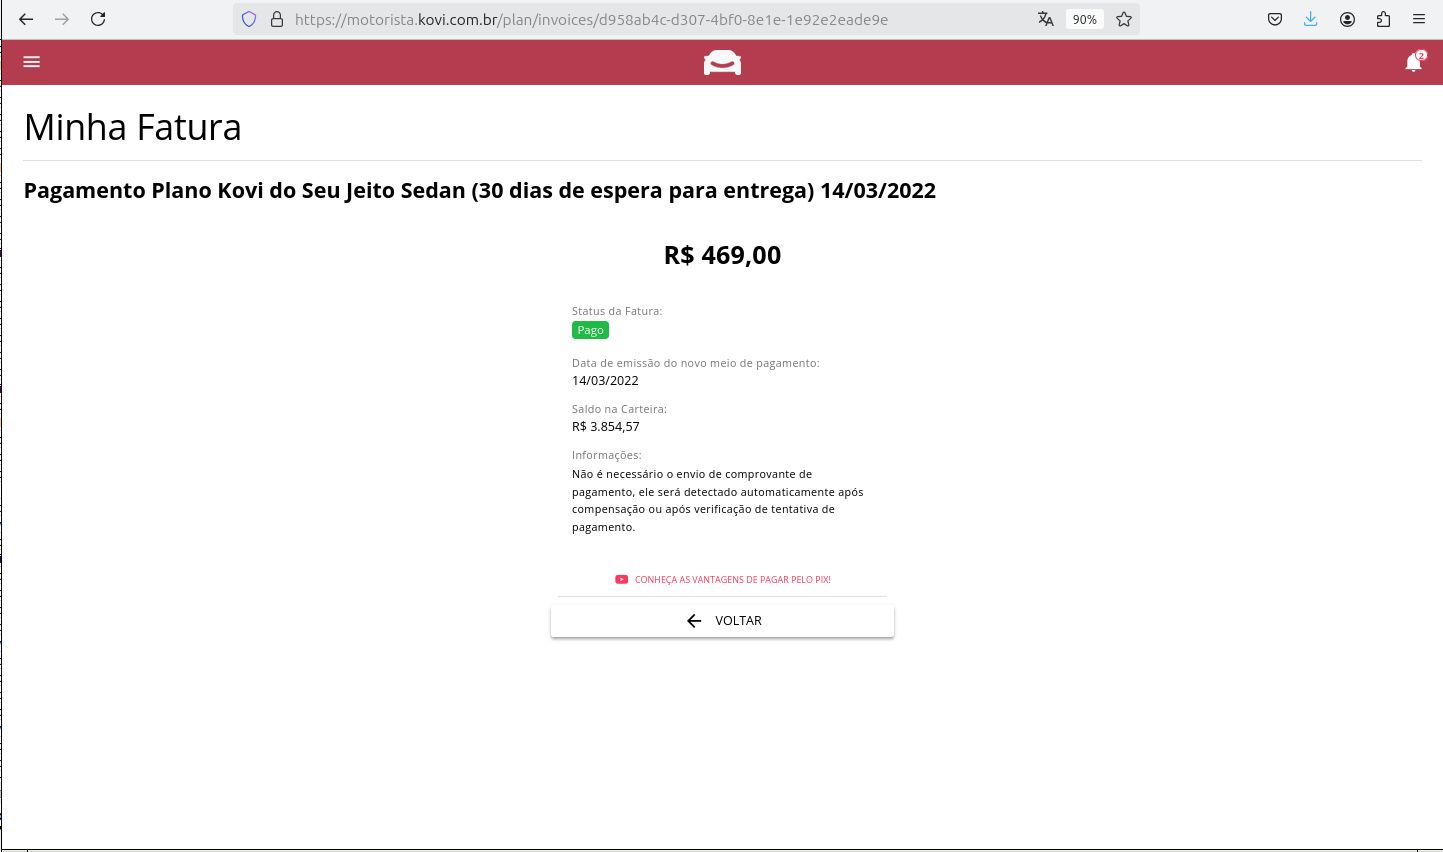 https://motorista.kovi.com.br/plan/invoices/d958ab4c-d307-4bf0-8e1e-1e92e2eade9e
90%
2
Minha Fatura
Pagamento Plano Kovi do Seu Jeito Sedan (30 dias de espera para entrega) 14/03/2022
R$ 469,00
Status da Fatura:
Pago
Data de emissão do novo meio de pagamento:
14/03/2022
Saldo na Carteira:
R$ 3.854,57
Informações:
Não é necessário o envio de comprovante de
pagamento, ele será detectado automaticamente após
compensação ou após verificação de tentativa de
pagamento.
CONHEÇA AS VANTAGENS DE PAGAR PELO PIX!
VOLTAR